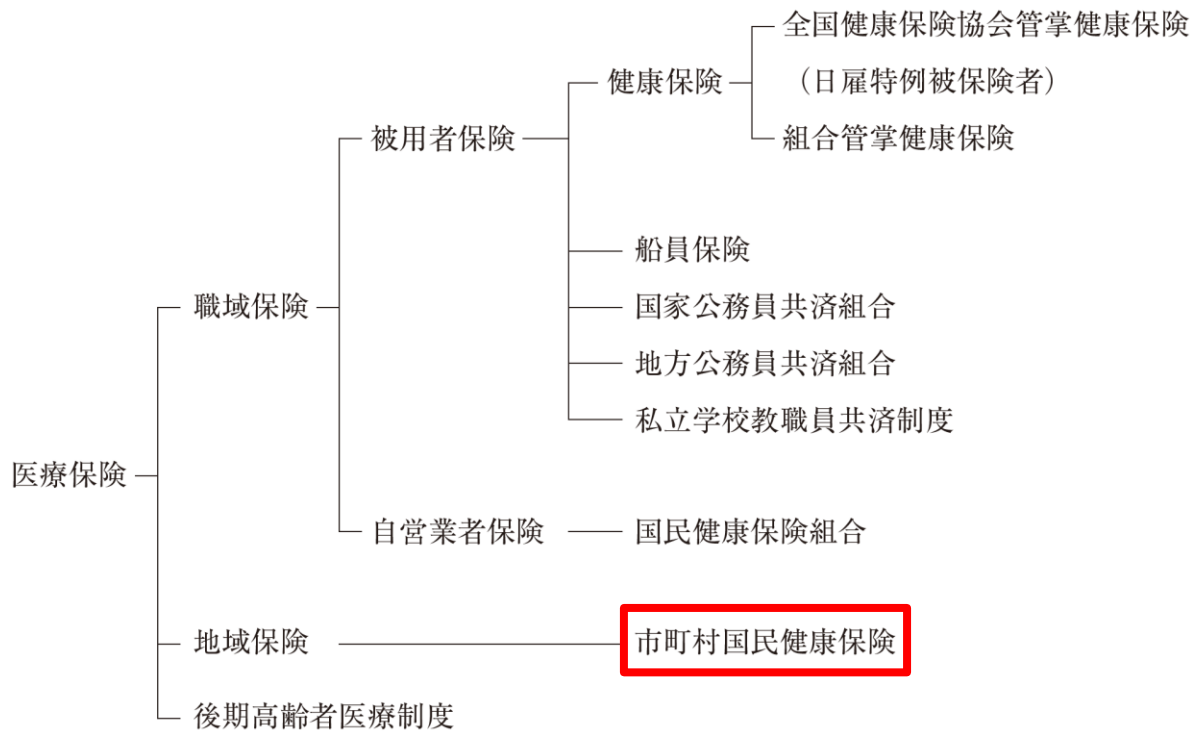 全国健康保険協会管掌健康保険
健康保険
（日雇特例被保険者）
被用者保険
組合管掌健康保険
船員保険
職域保険
国家公務員共済組合
地方公務員共済組合
私立学校教職員共済制度
医療保険
自営業者保険
国民健康保険組合
地域保険
市町村国民健康保険
後期高齢者医療制度